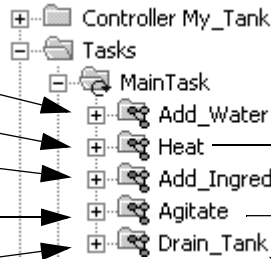 Controller My_Tank
Tasks
MainTask
Add_Water
Heat
Add_Ingred
Agitate
Drain_Tank